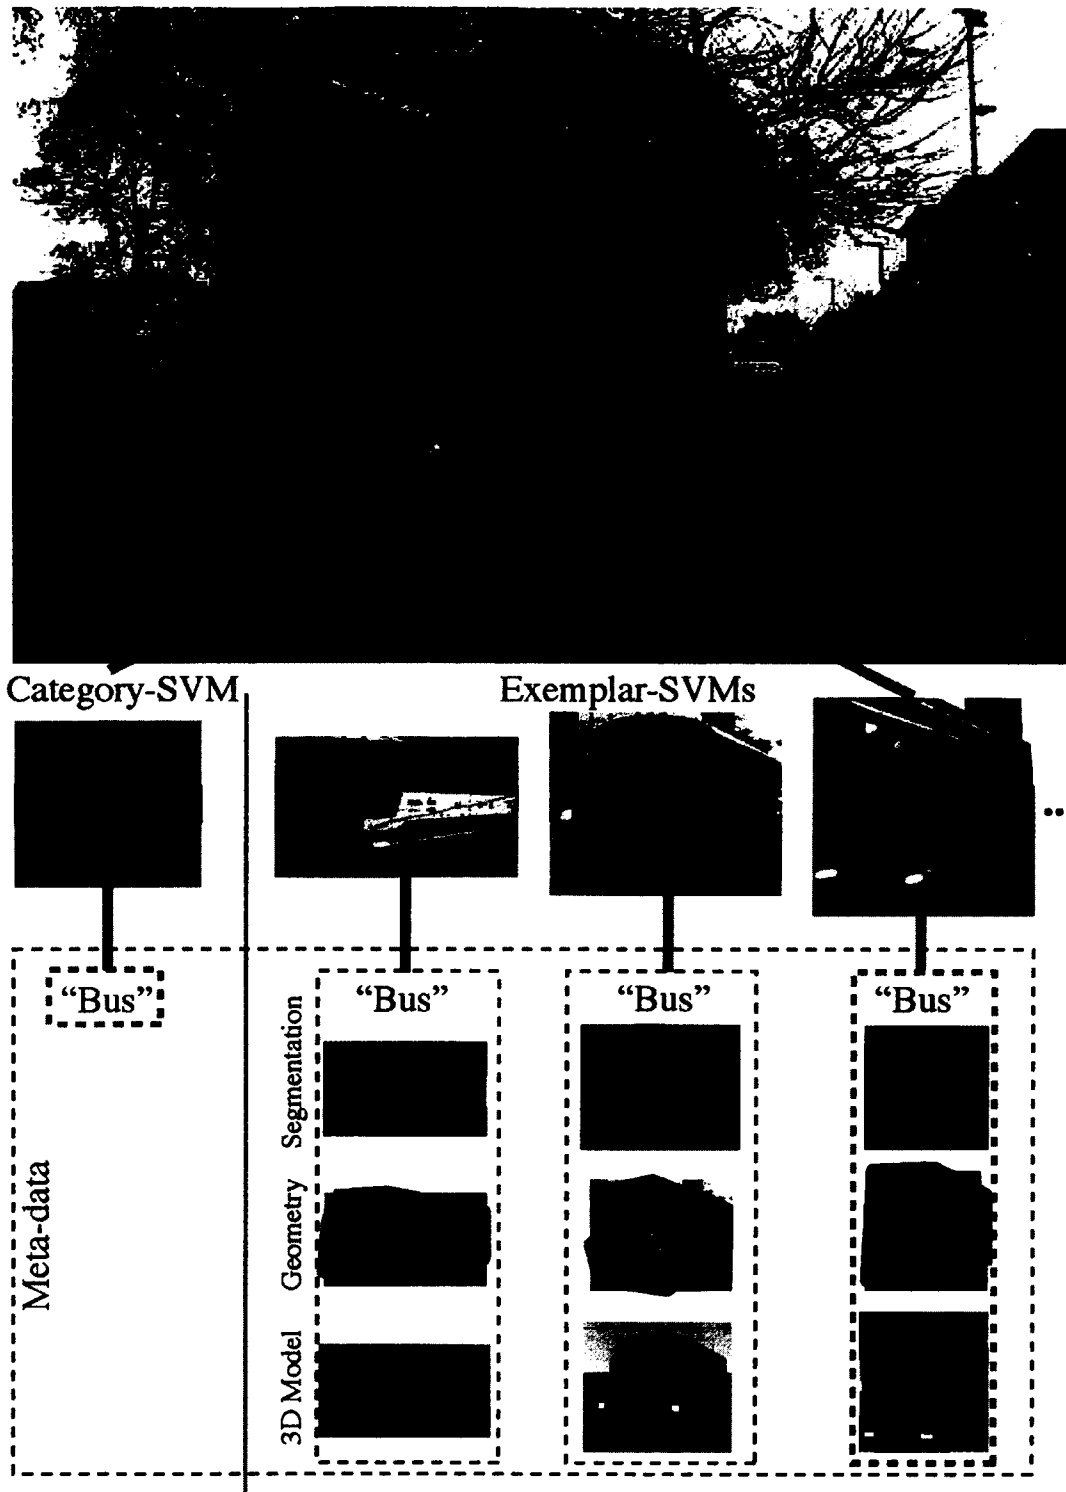 Category-SVM
Exemplar-SVMs
..
"Bus"
"Bus"
"Bus"
"Bus"
Segmentation
Geometry
3D Model
Meta-data